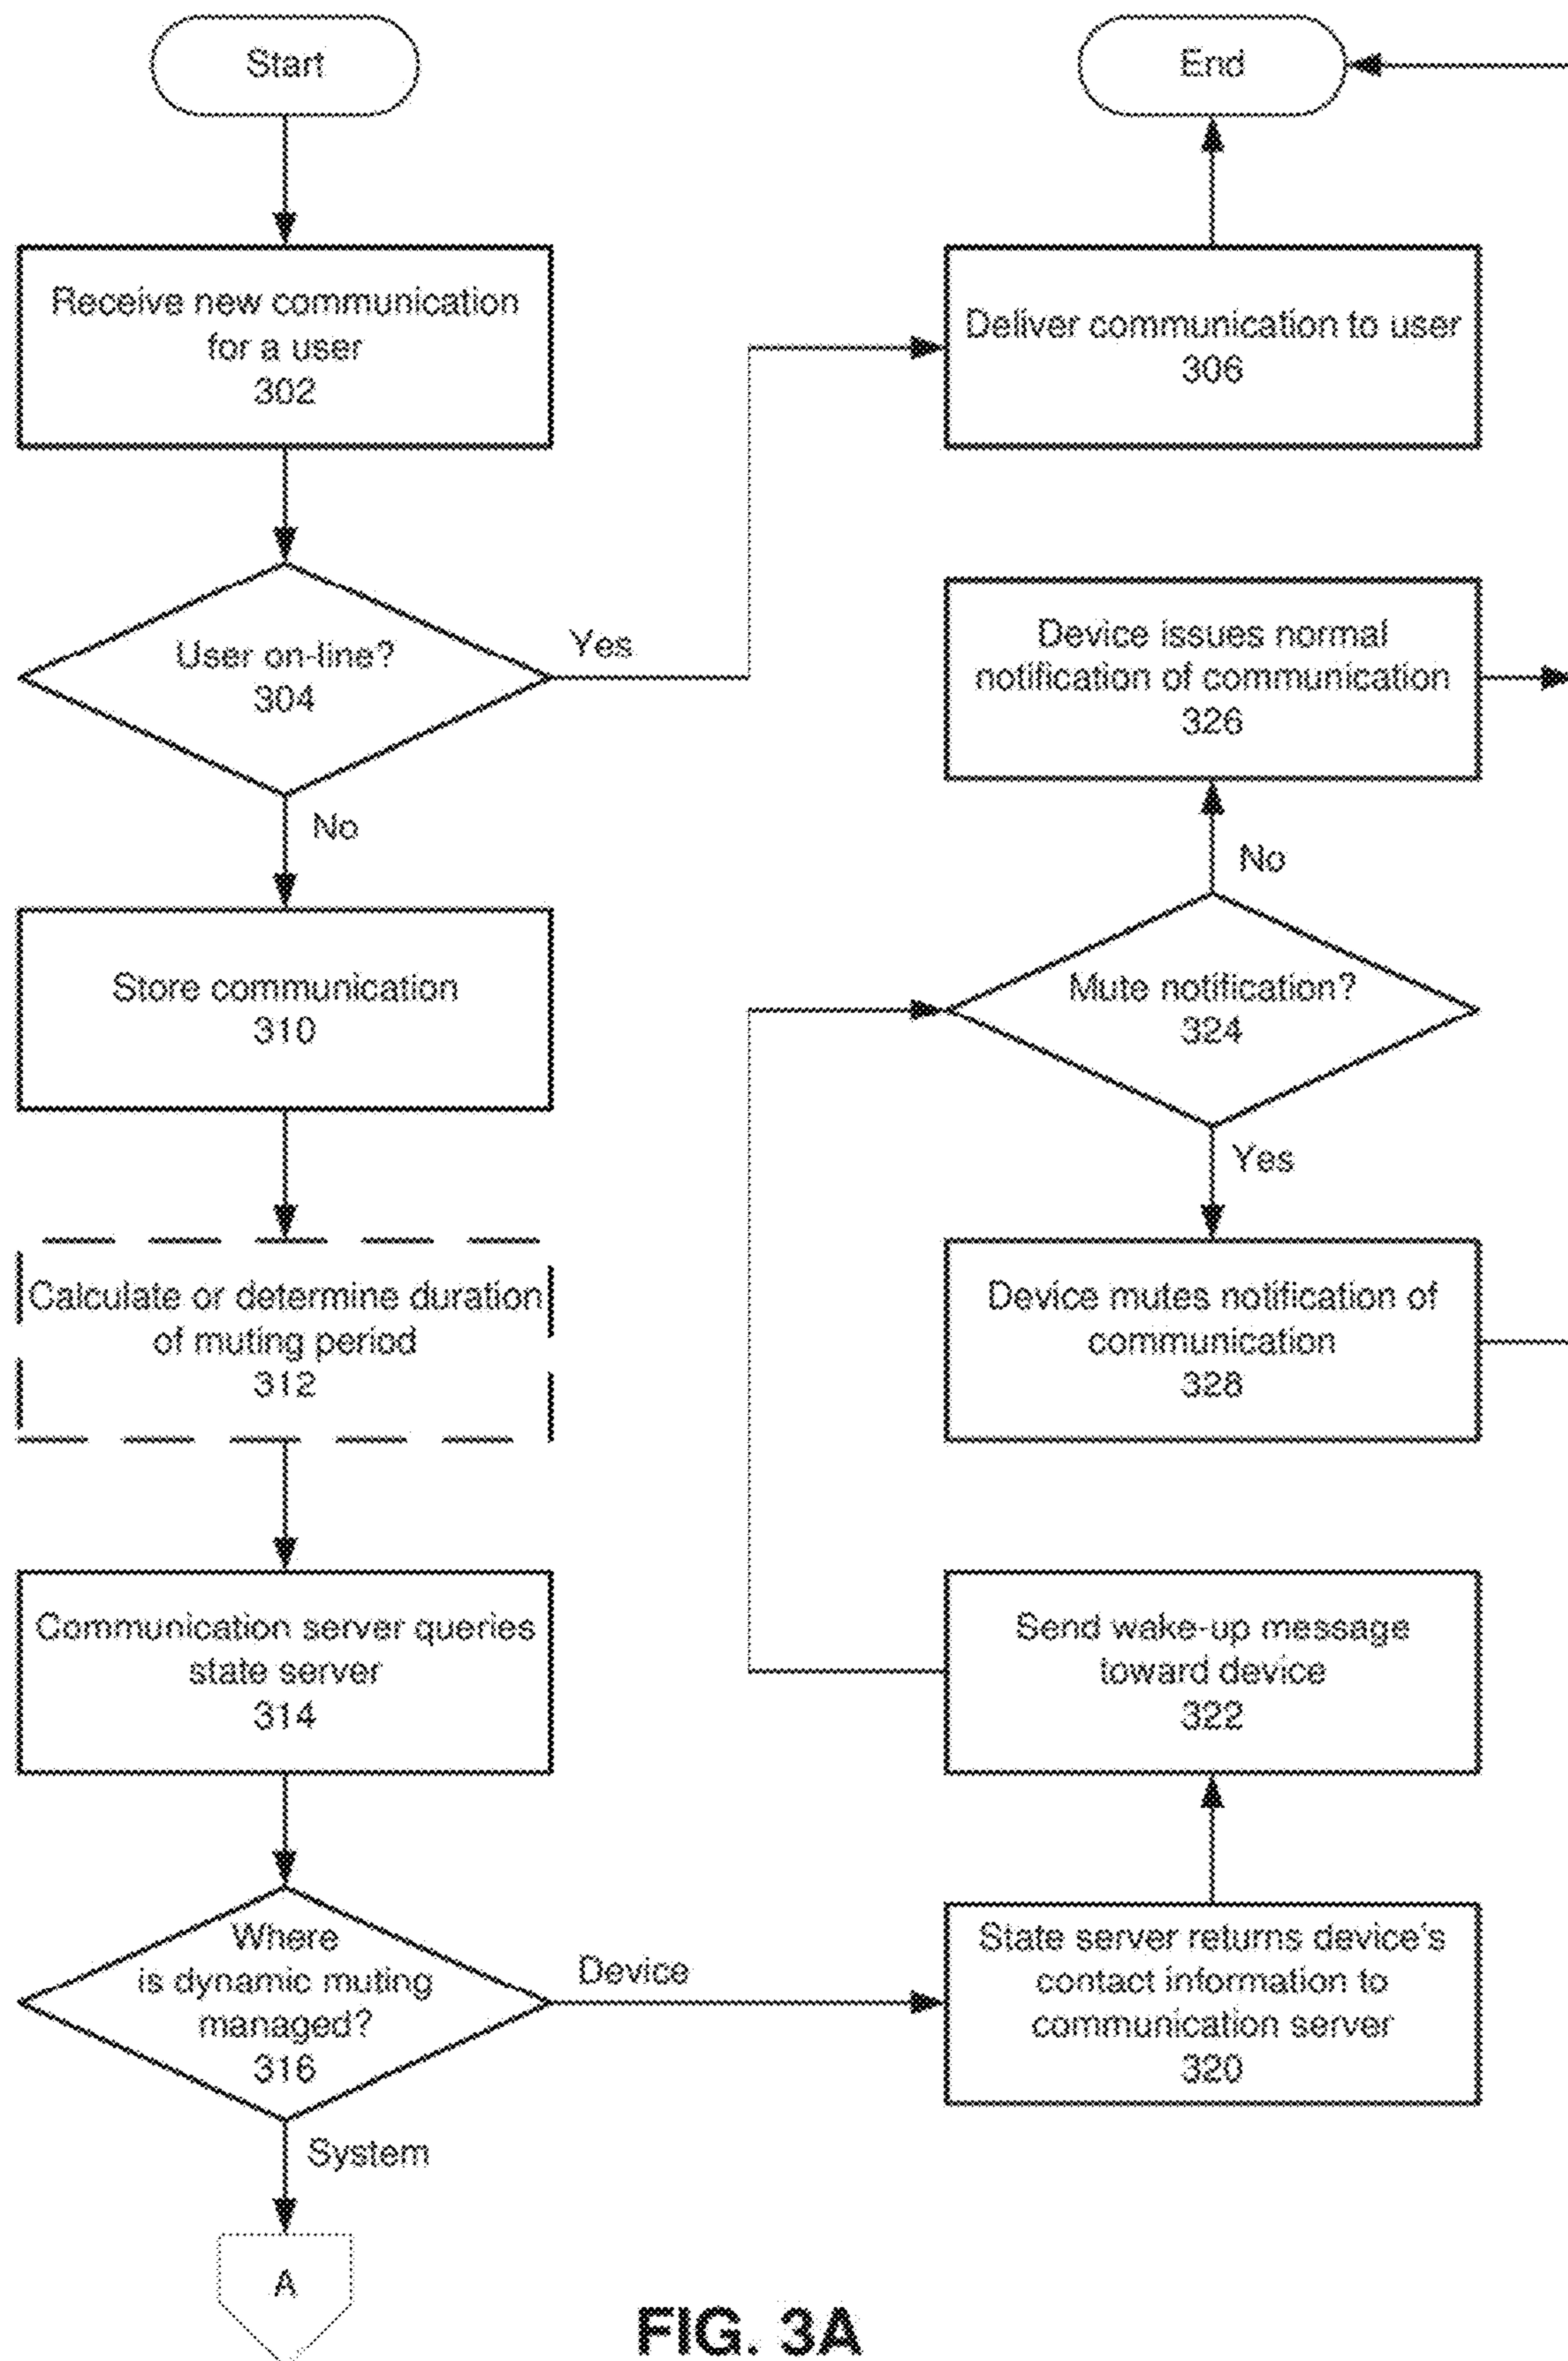 Start
Receive new communication
for a user
302
User on-line?
304
Yes
No
Store communication
310
Calculate or determine duration
of muting period
312
Communication server queries
state server
314
Where
is dynamic muting
managed?
316
Device
System
A
End
Deliver communication to user
306
Device issues normal
notification of communication
326
No
Mute notification?
324
Yes
Device mutes notification of
communication
328
Send wake-up message
toward device
322
State server returns device's
contact information to
communication server
320
FIG. 3A